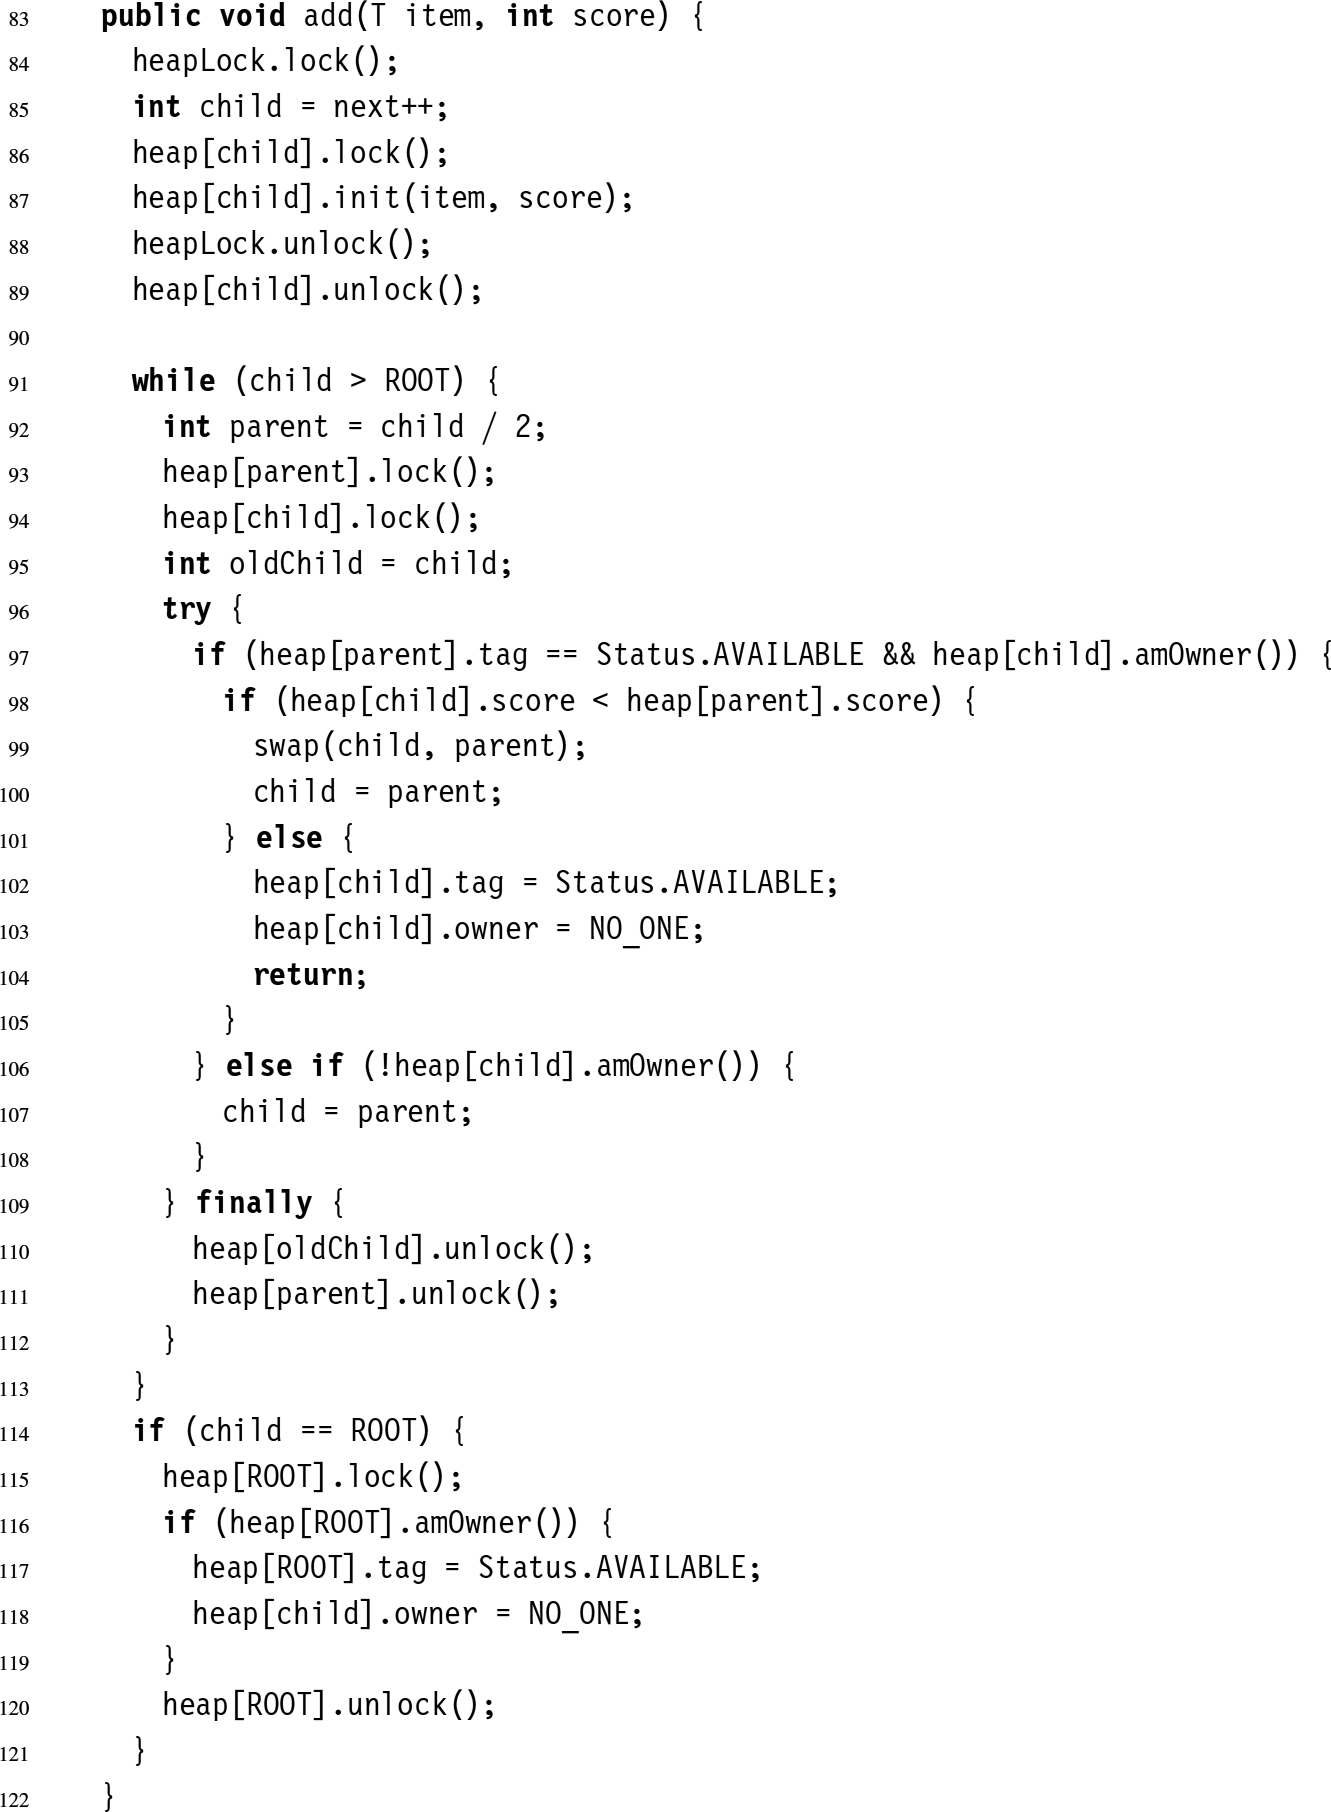 83 public void add(T item, int score) {
84 heapLock.lock();
85 int child = next++;
86 heap[child].lock();
87 heap[child].init(item, score);
88 heapLock.unlock();
89 heap[child].unlock();
90
91 while (child > ROOT) {
92 int parent = child / 2;
93 heap[parent].lock();
94 heap[child].lock();
95 int oldChild = child;
96 try {
97 if (heap[parent].tag == Status.AVAILABLE && heap[child].amOwner()) {
98 if (heap[child].score < heap[parent].score) {
99 swap(child, parent);
100 child = parent;
101 } else {
102 heap[child].tag = Status.AVAILABLE;
103 heap[child].owner = NO_ONE;
104 return;
105 }
106 } else if (!heap[child].amOwner()) {
107 child = parent;
108 }
109 } finally {
110 heap[oldChild].unlock();
111 heap[parent].unlock();
112 }
113 }
114 if (child == ROOT) {
115 heap[ROOT].lock();
116 if (heap[ROOT].amOwner()) {
117 heap[ROOT].tag = Status.AVAILABLE;
118 heap[child].owner = NO_ONE;
119 }
120 heap[ROOT].unlock();
121 }
122 }